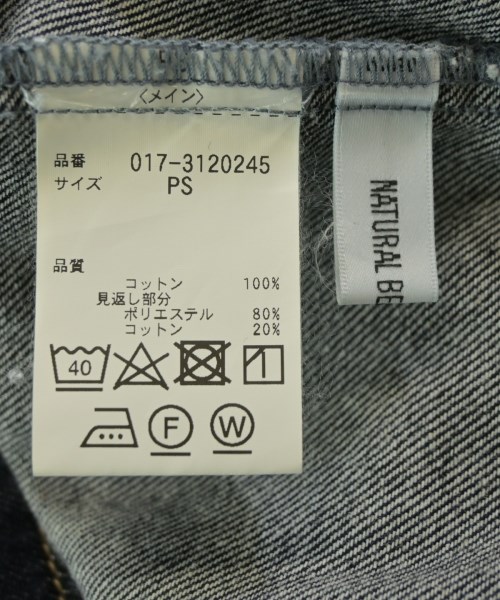 〈メイン〉
品番 017-3120245
サイズ PS
品質
コットン 100%
見返し部分
ポリエステル 80%
コットン 20%
40
F W
NATURAL BE